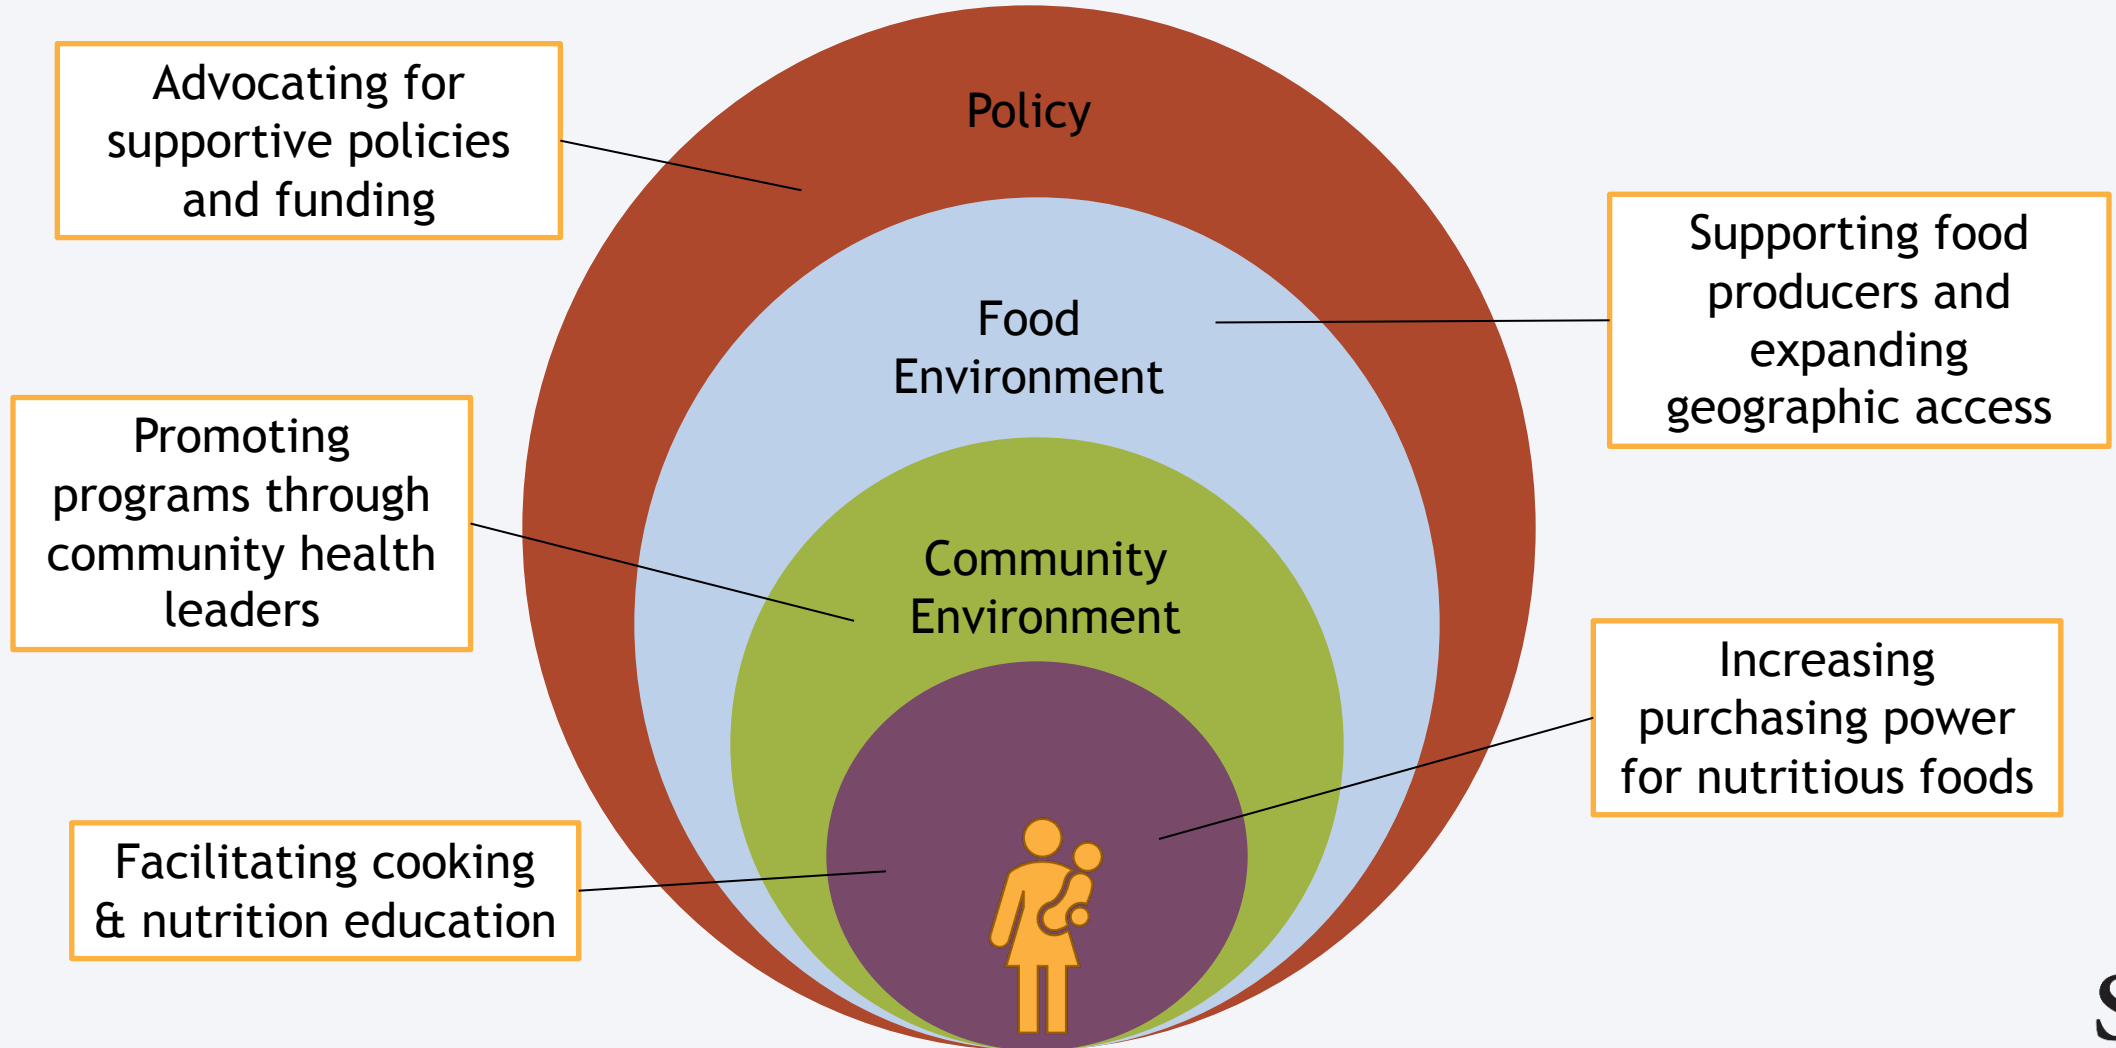 Advocating for
supportive policies
and funding
Policy
Supporting food
producers and
expanding
geographic access
Food
Environment
Promoting
programs through
community health
leaders
Community
Environment
Increasing
purchasing power
for nutritious foods
Facilitating cooking
& nutrition education
S